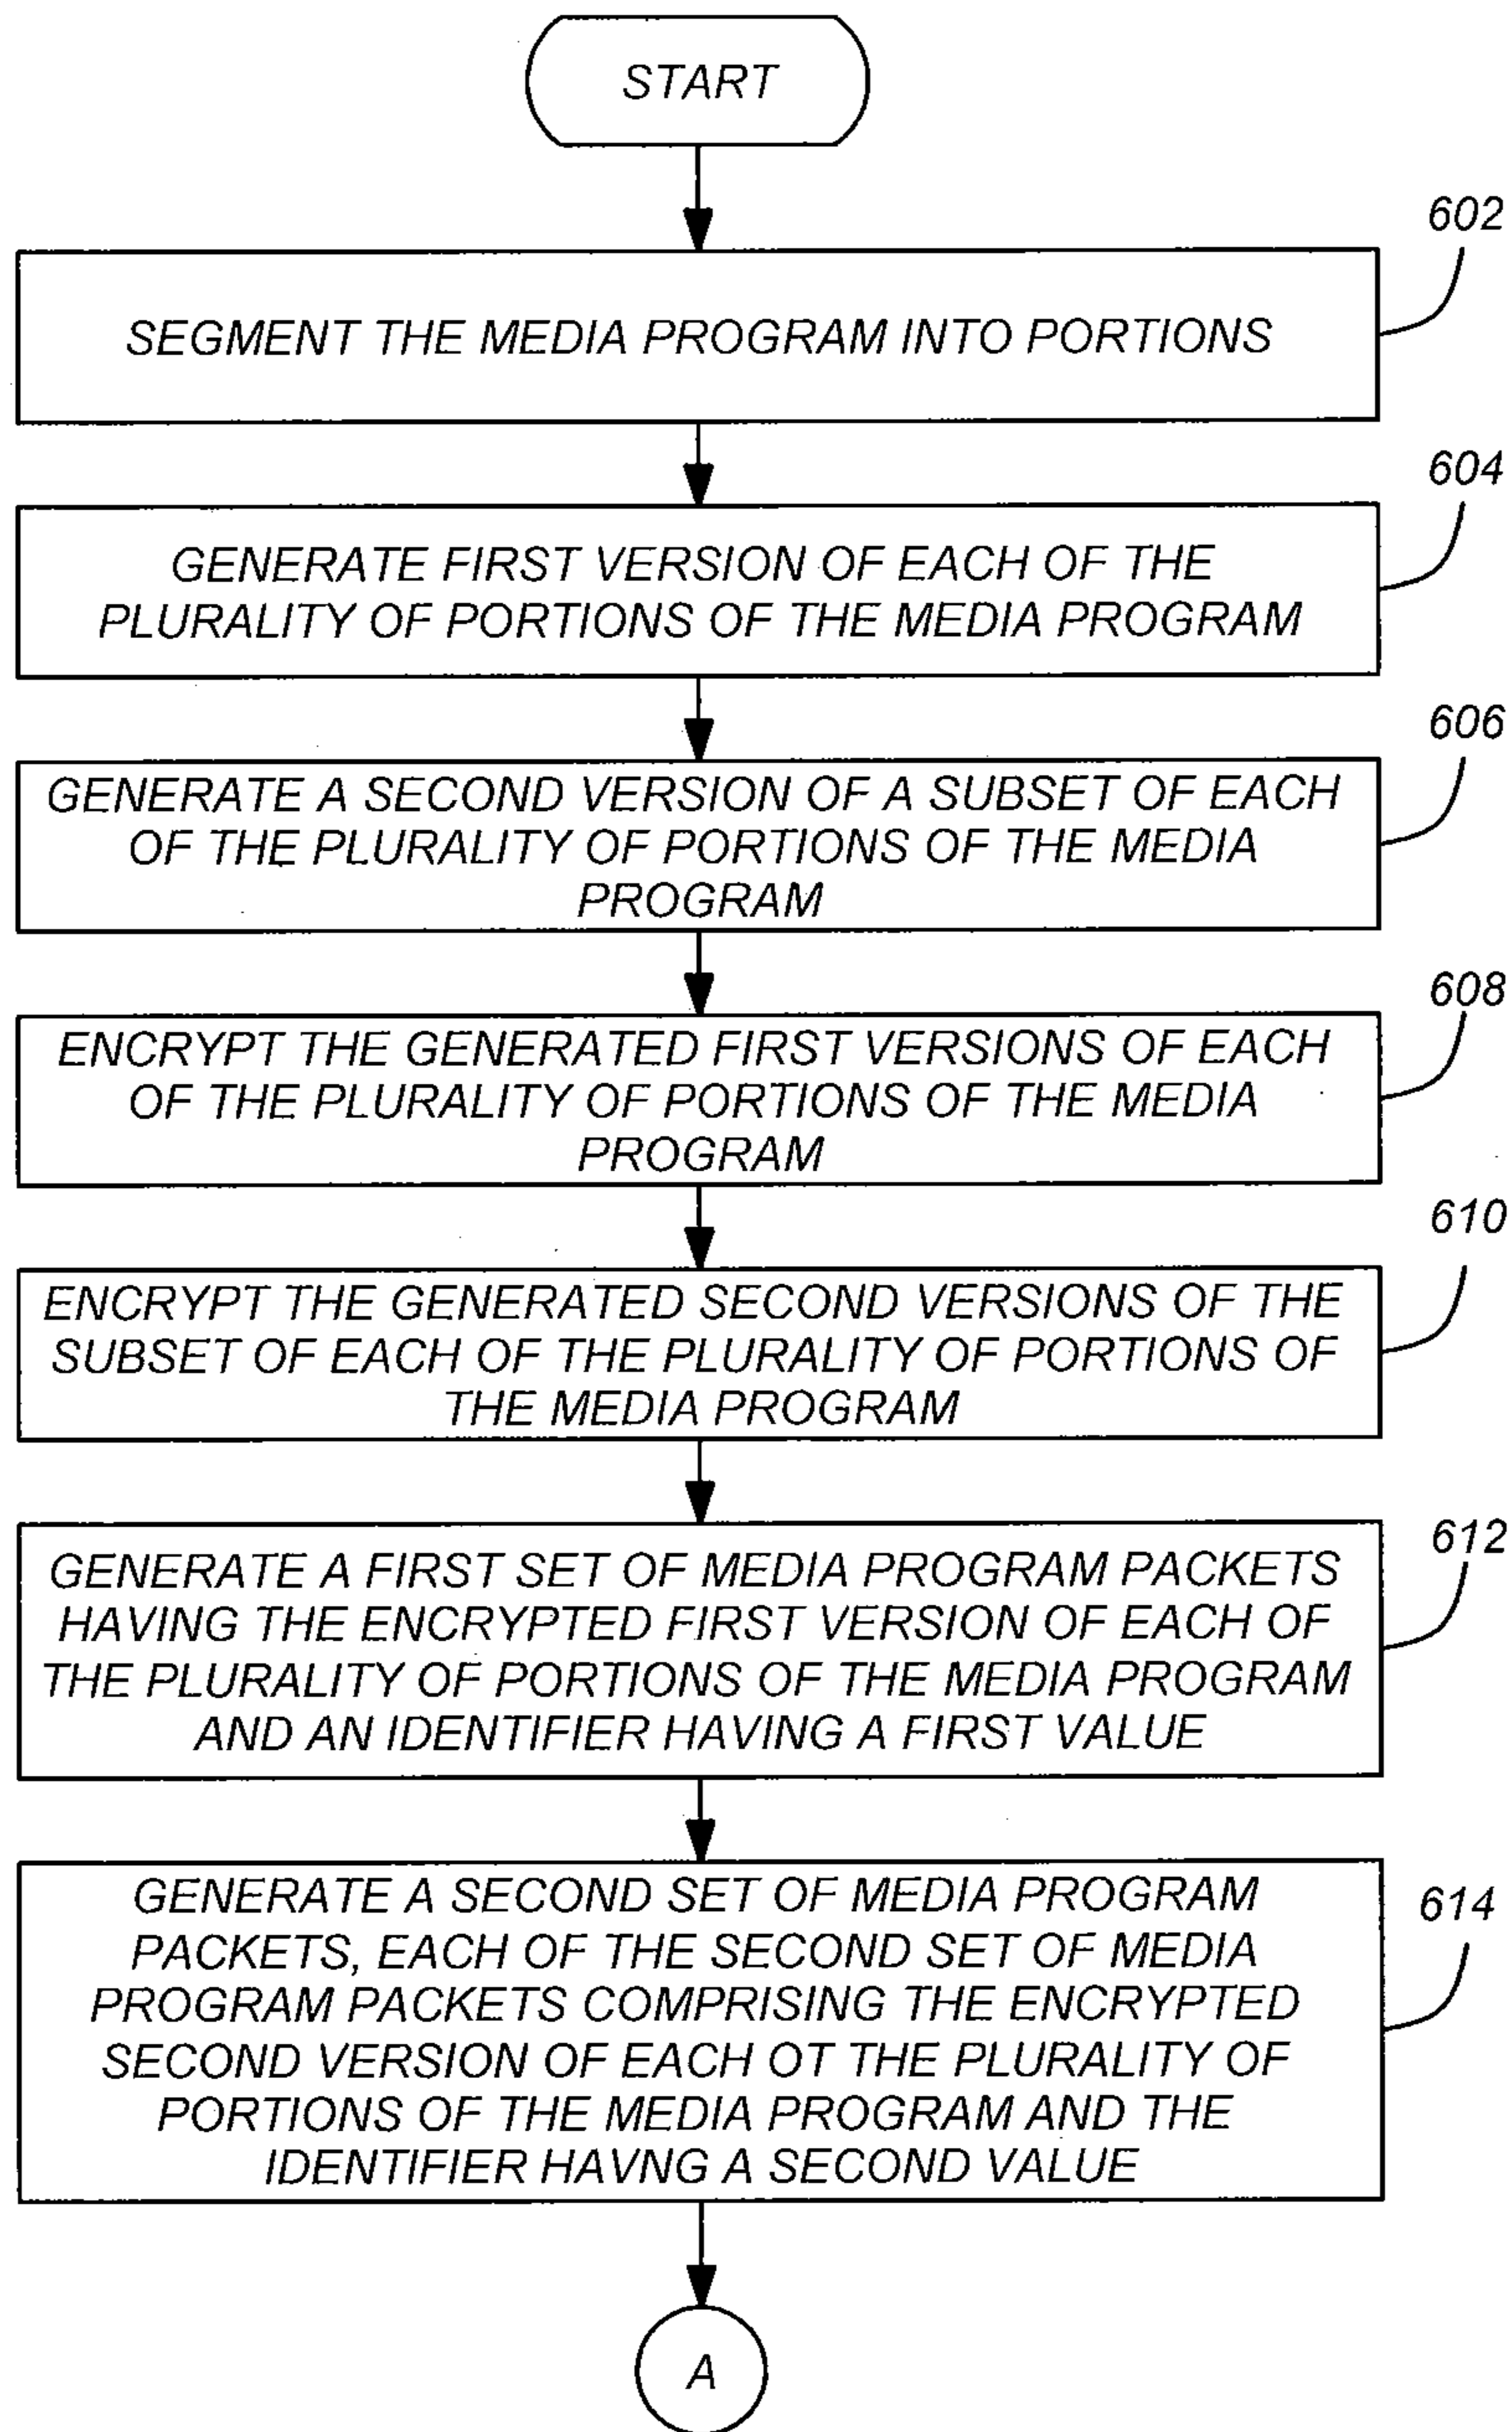 START
602
SEGMENT THE MEDIA PROGRAM INTO PORTIONS
604
GENERATE FIRST VERSION OF EACH OF THE
PLURALITY OF PORTIONS OF THE MEDIA PROGRAM
606
GENERATE A SECOND VERSION OF A SUBSET OF EACH
OF THE PLURALITY OF PORTIONS OF THE MEDIA
PROGRAM
608
ENCRYPT THE GENERATED FIRST VERSIONS OF EACH
OF THE PLURALITY OF PORTIONS OF THE MEDIA
PROGRAM
610
ENCRYPT THE GENERATED SECOND VERSIONS OF THE
SUBSET OF EACH OF THE PLURALITY OF PORTIONS OF
THE MEDIA PROGRAM
612
GENERATE A FIRST SET OF MEDIA PROGRAM PACKETS
HAVING THE ENCRYPTED FIRST VERSION OF EACH OF
THE PLURALITY OF PORTIONS OF THE MEDIA PROGRAM
AND AN IDENTIFIER HAVING A FIRST VALUE
614
GENERATE A SECOND SET OF MEDIA PROGRAM
PACKETS, EACH OF THE SECOND SET OF MEDIA
PROGRAM PACKETS COMPRISING THE ENCRYPTED
SECOND VERSION OF EACH OT THE PLURALITY OF
PORTIONS OF THE MEDIA PROGRAM AND THE
IDENTIFIER HAVNG A SECOND VALUE
A